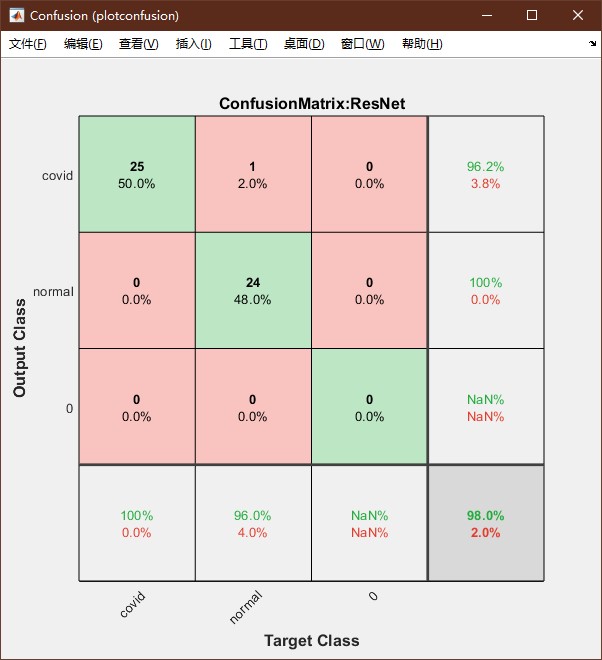 Confusion (plotconfusion)
文件(F) 编辑(E) 查看(V) 插入(I) 工具(T) 桌面(D) 窗口(W) 帮助(H)
ConfusionMatrix:ResNet
covid
25
50.0%
1
2.0%
0
0.0%
96.2%
3.8%
normal
0
0.0%
24
48.0%
0
0.0%
100%
0.0%
0
0
0.0%
0
0.0%
0
0.0%
NaN%
NaN%
100%
0.0%
96.0%
4.0%
NaN%
NaN%
98.0%
2.0%
Output Class
covid
normal
0
Target Class